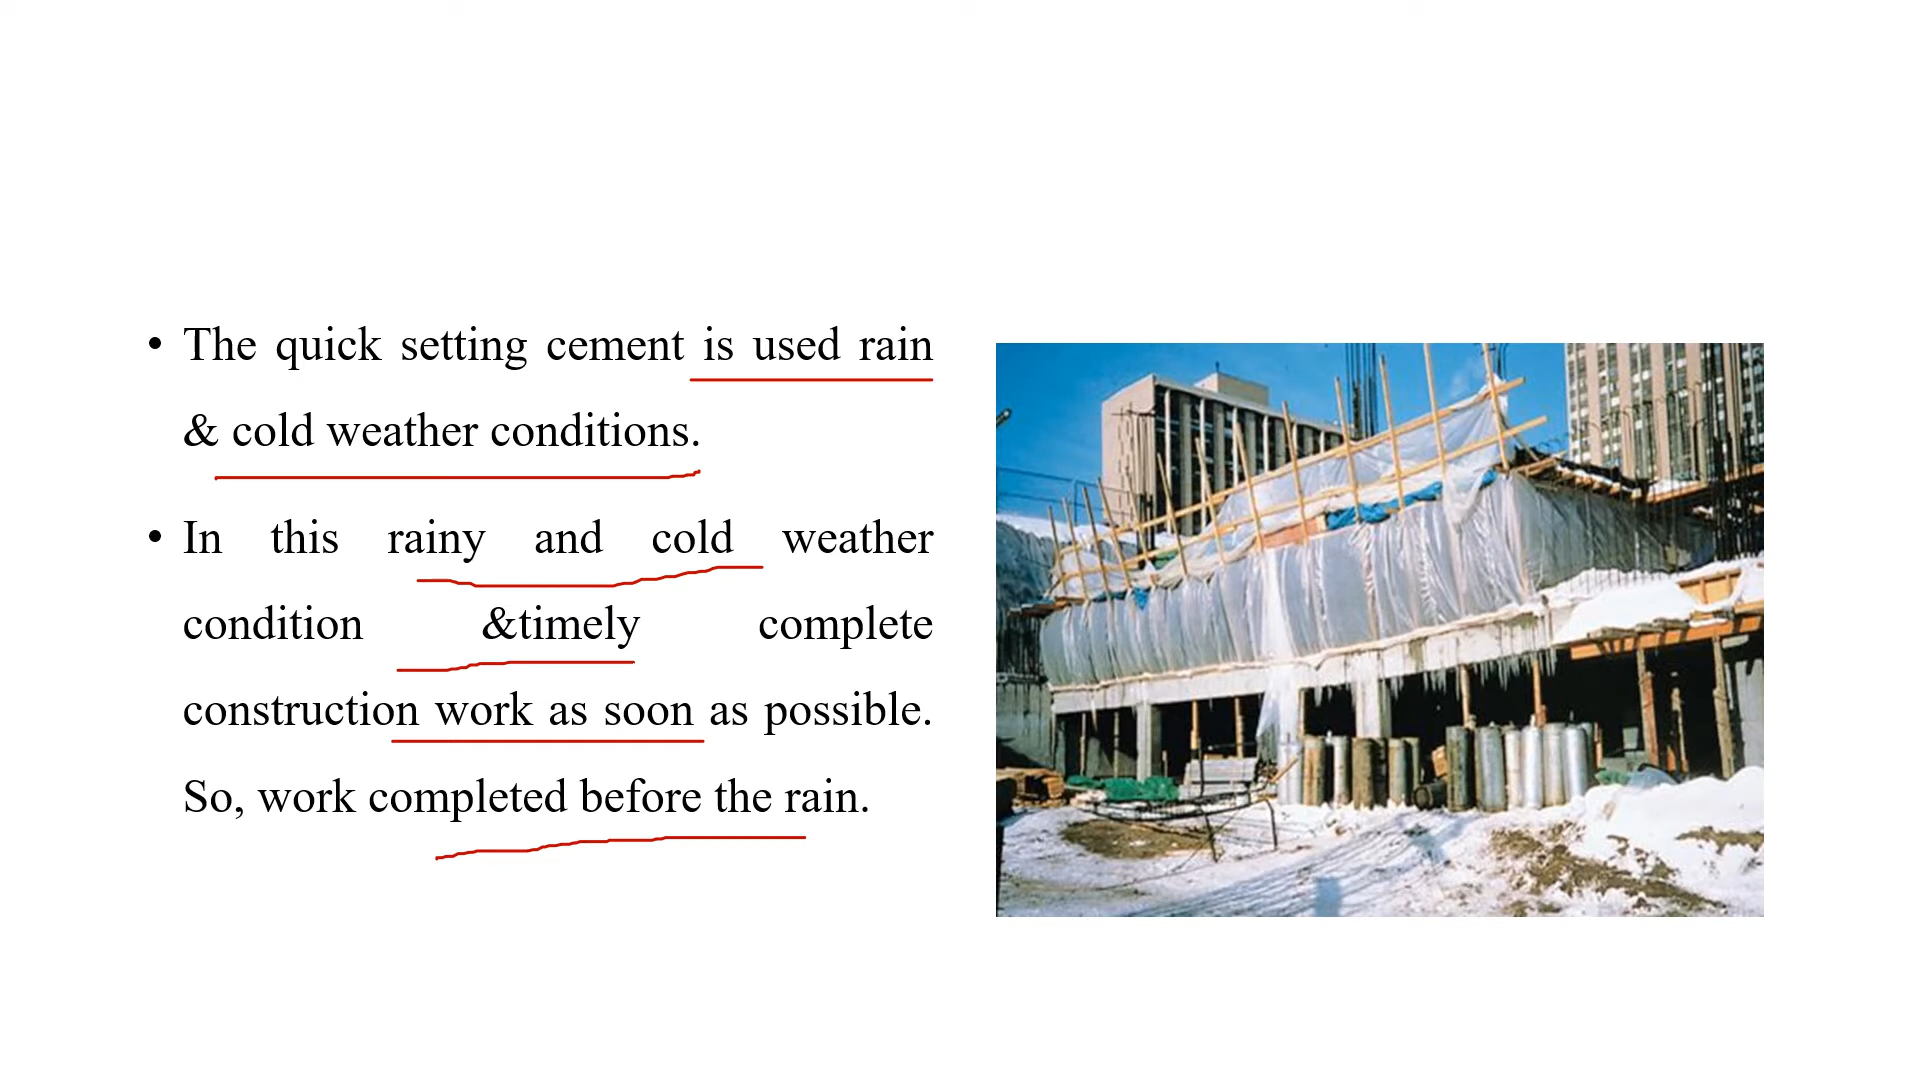 • The quick setting cement is used rain
& cold weather conditions.
• In this rainy and cold weather
condition &timely complete
construction work as soon as possible.
So, work completed before the rain.